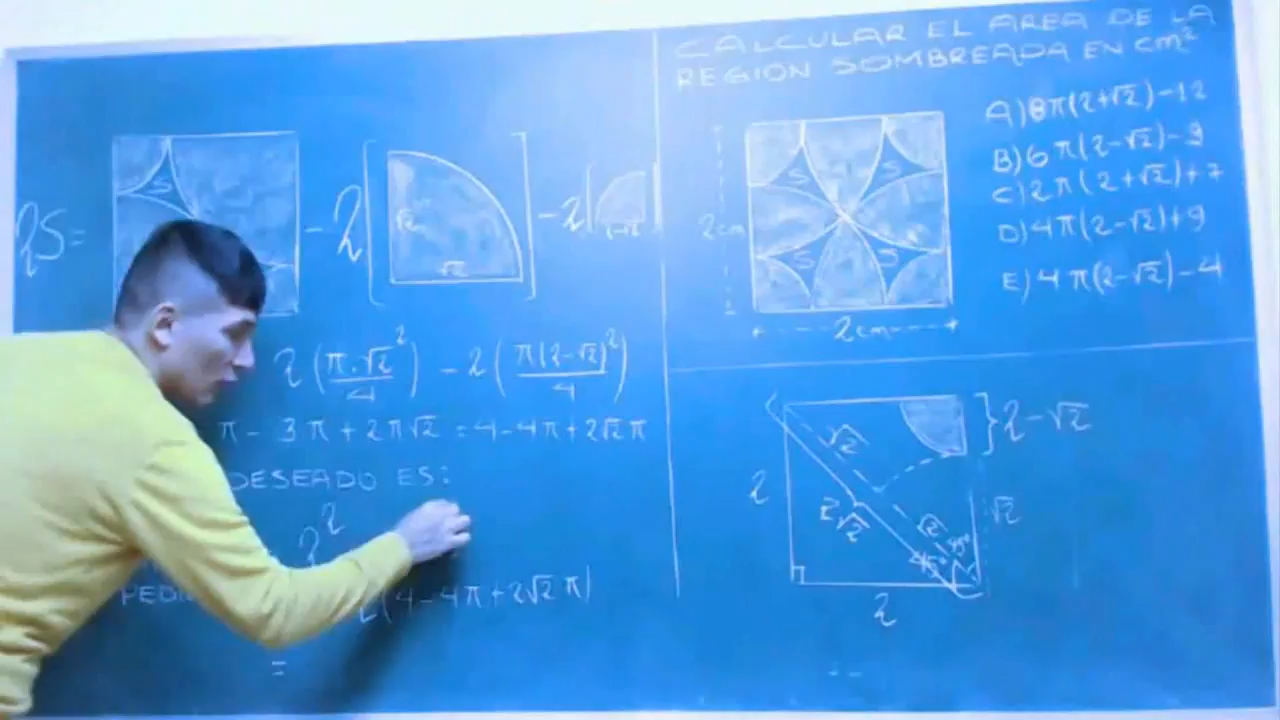 CALCULAR EL AREA DE LA
REGION SOMBREADA EN cm²
A) 8π(2+√2)-12
B) 6π(2-√2)-9
C) 2π(2+√2)+7
D) 4π(2-√2)+9
E) 4π(2-√2)-4
S S
S S
2cm
2cm
2S=
S
-2[
√2
√2
]-2[
2(π.√2²/4) - 2(π(2-√2)²/4)
π - 3π+2π√2 = 4-4π+2√2π
DESEADO ES:
2
2(4-4π+2√2π)
=
√2
}2-√2
2
2√2
√2
√2
45°
45°
2